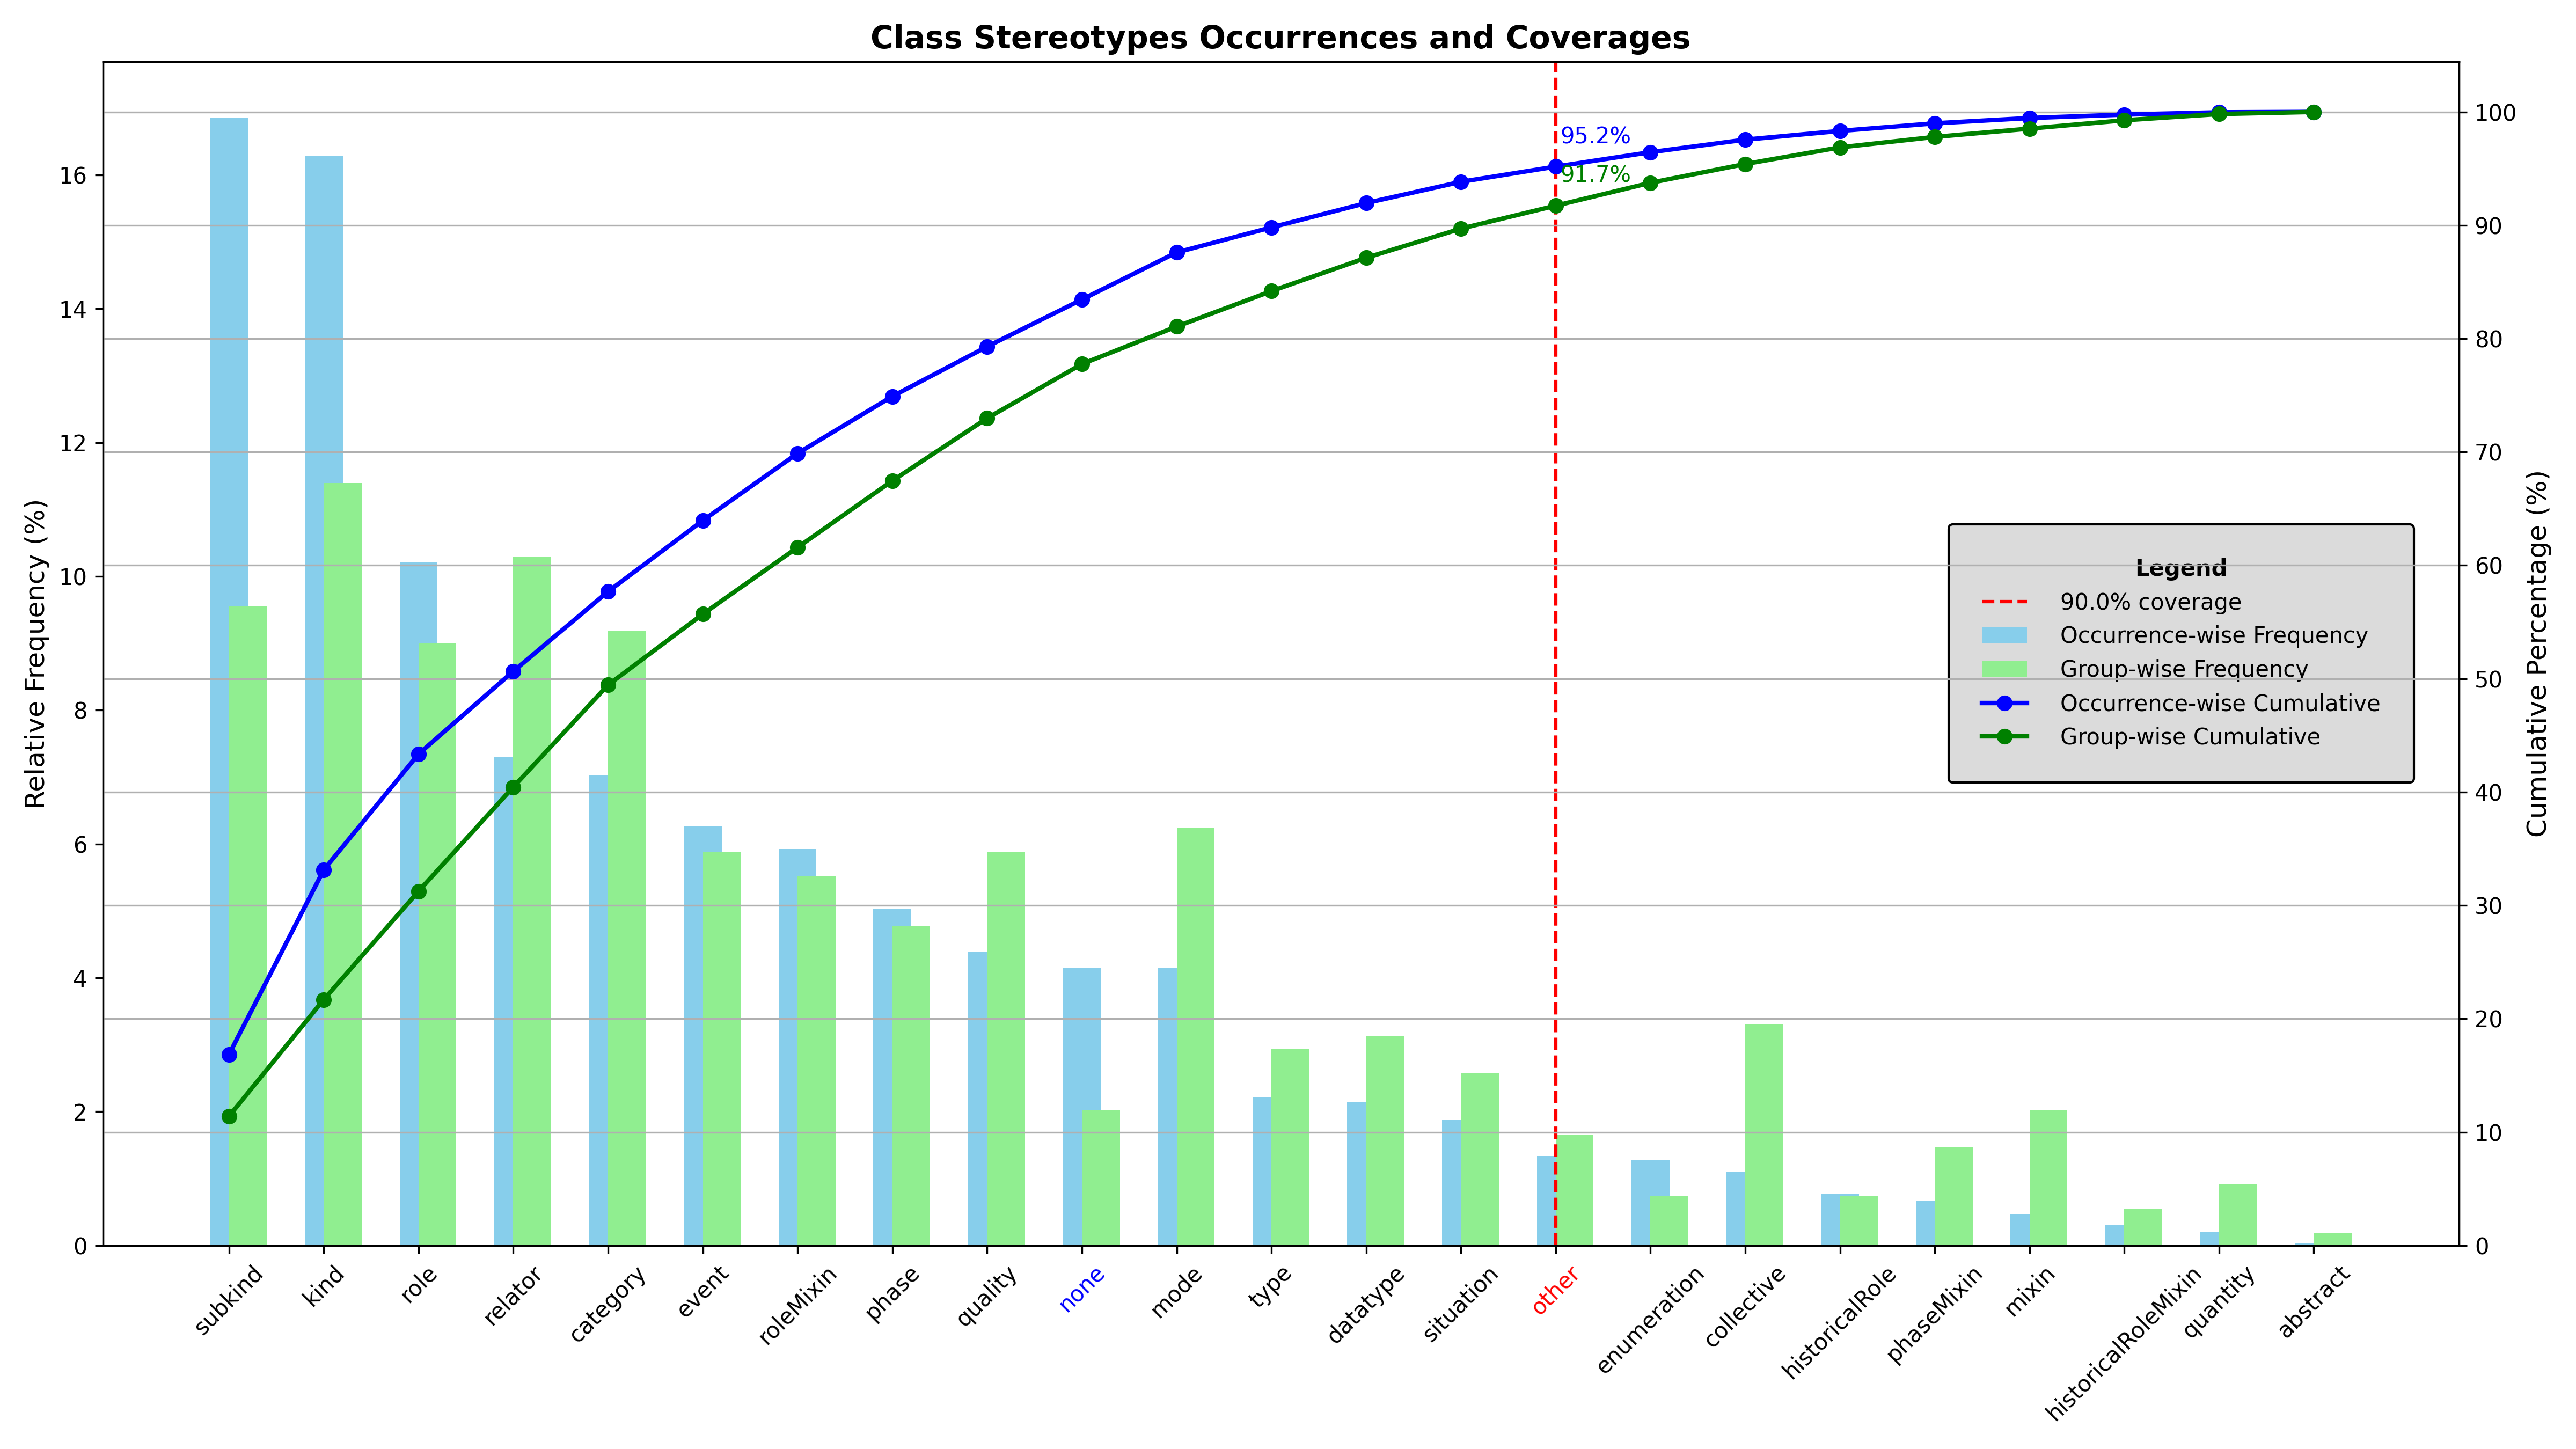 Class Stereotypes Occurrences and Coverages
Relative Frequency (%)
16
14
12
10
8
6
4
2
0
95.2%
91.7%
100
90
80
70
60
50
40
30
20
10
0
Cumulative Percentage (%)
Legend
90.0% coverage
Occurrence-wise Frequency
Group-wise Frequency
Occurrence-wise Cumulative
Group-wise Cumulative
subkind
kind
role
relator
category
event
roleMixin
phase
quality
none
mode
type
datatype
situation
other
enumeration
collective
historicalRole
phaseMixin
mixin
historicalRoleMixin
quantity
abstract